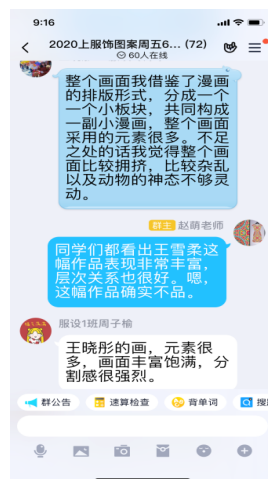 9:16
2020上服饰图案周五6... (72)
60人在线
整个画面我借鉴了漫画
的排版形式，分成一个
一个小板块，共同构成
一副小漫画，整个画面
采用的元素很多。不足
之处的话我觉得整个画
面比较拥挤，比较杂乱
以及动物的神态不够灵
动。
群主 赵萌老师
同学们都看出王雪柔这
幅作品表现非常丰富，
层次关系也很好。嗯，
这幅作品确实不品。
服设1班周子榆
王晓彤的画，元素很
多，画面丰富饱满，分
割感很强烈。
群公告 速算检查 背单词 搜